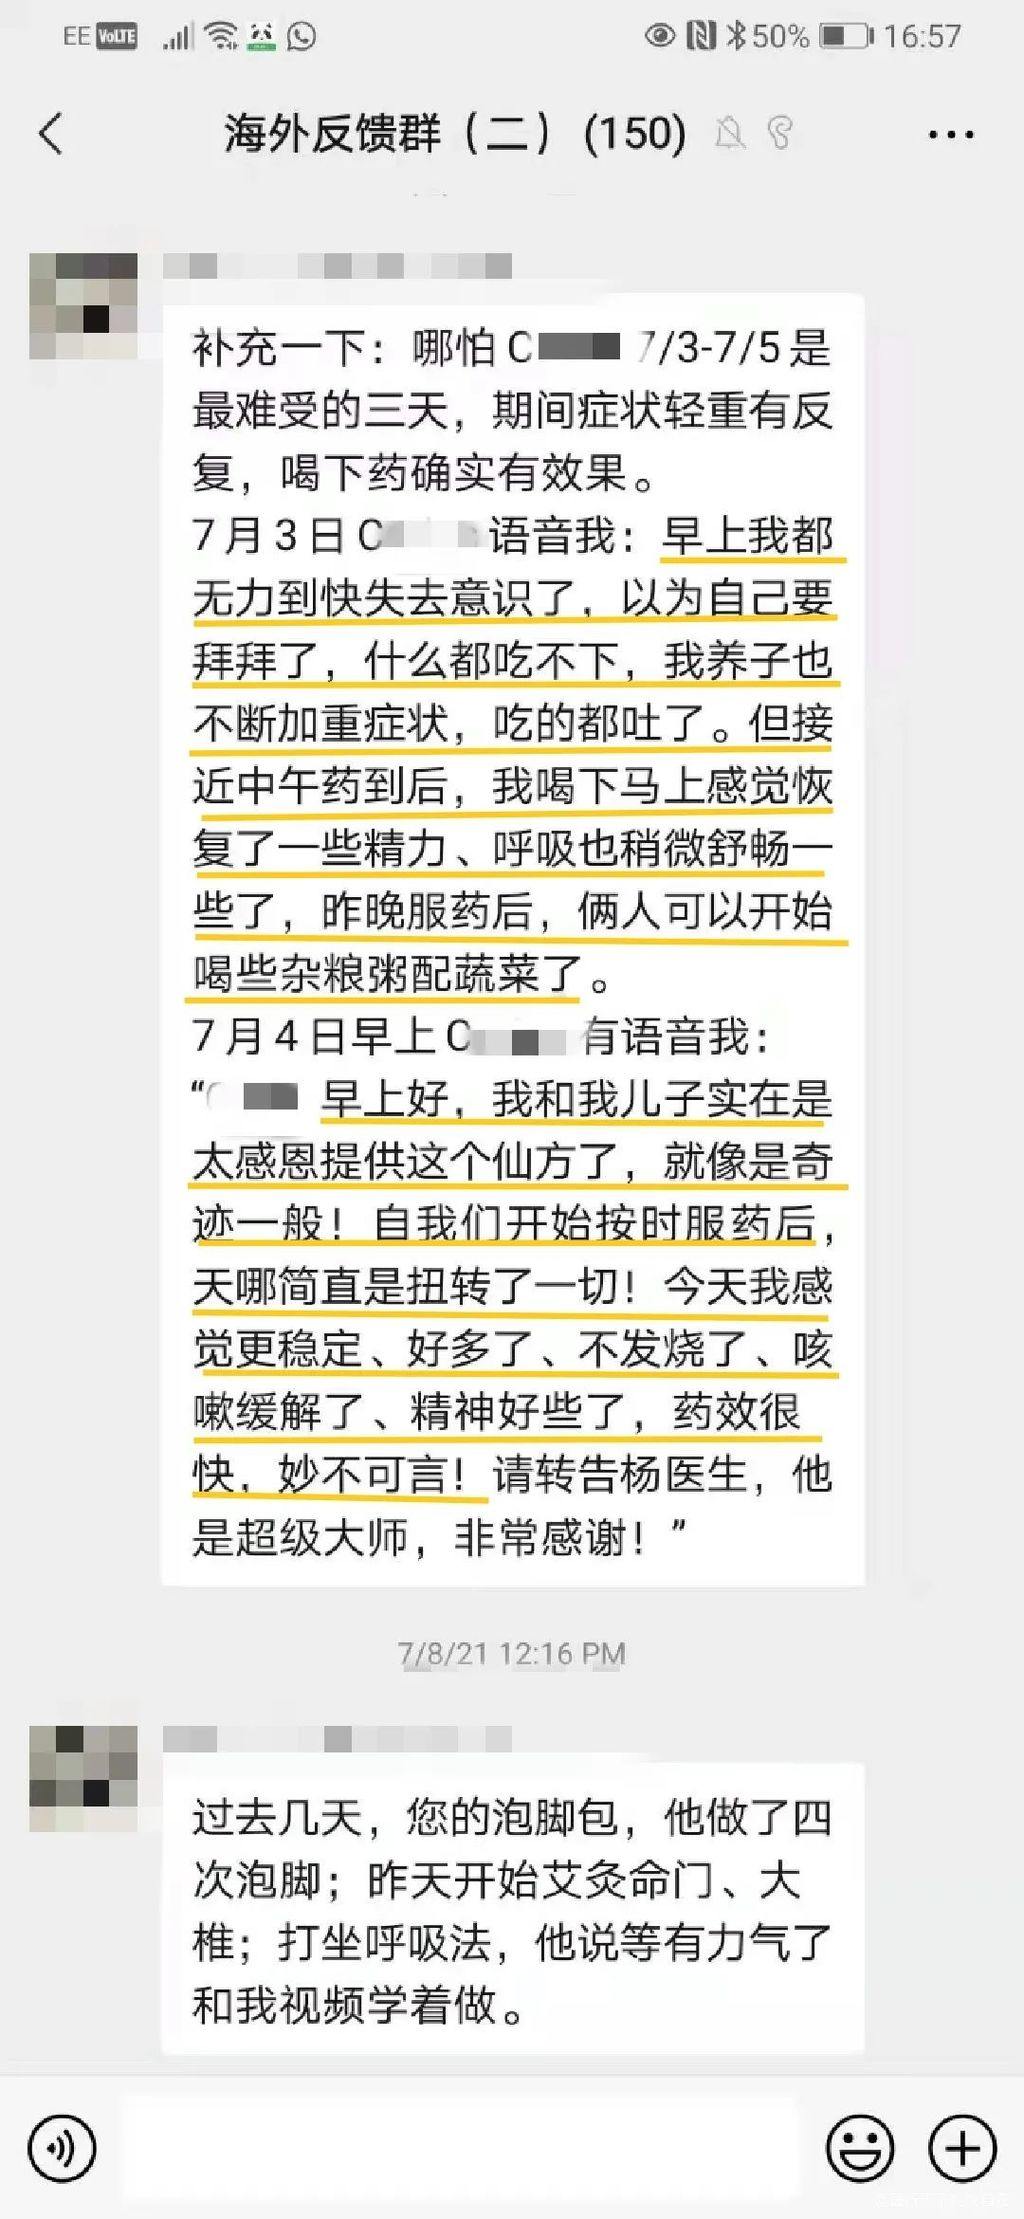 EE VoLTE 50% 16:57
海外反馈群（二）(150)
补充一下：哪怕 C 7/3-7/5 是
最难受的三天，期间症状轻重有反
复，喝下药确实有效果。
7 月 3 日 C 语音我：早上我都
无力到快失去意识了，以为自己要
拜拜了，什么都吃不下，我养子也
不断加重症状，吃的都吐了。但接
近中午药到后，我喝下马上感觉恢
复了一些精力、呼吸也稍微舒畅一
些了，昨晚服药后，俩人可以开始
喝些杂粮粥配蔬菜了。
7 月 4 日早上 C 有语音我：
“ 早上好，我和我儿子实在是
太感恩提供这个仙方了，就像是奇
迹一般！自我们开始按时服药后，
天哪简直是扭转了一切！今天我感
觉更稳定、好多了、不发烧了、咳
嗽缓解了、精神好些了，药效很
快，妙不可言！请转告杨医生，他
是超级大师，非常感谢！”
7/8/21 12:16 PM
过去几天，您的泡脚包，他做了四
次泡脚；昨天开始艾灸命门、大
椎；打坐呼吸法，他说等有力气了
和我视频学着做。